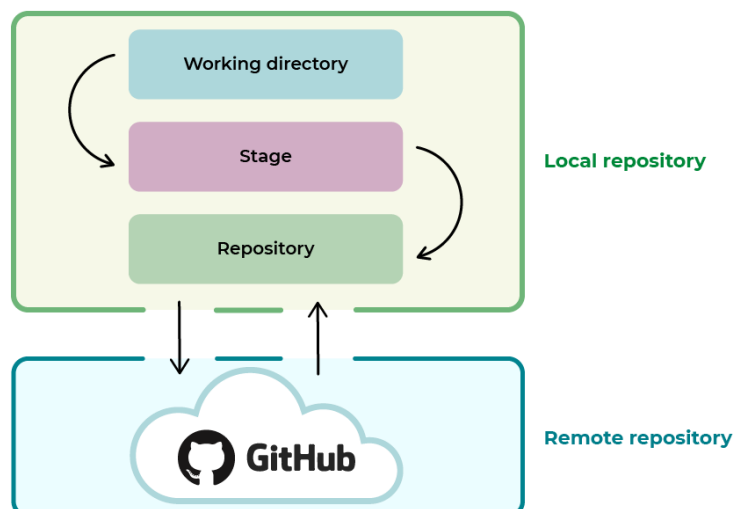 Working directory
Stage
Local repository
Repository
GitHub
Remote repository